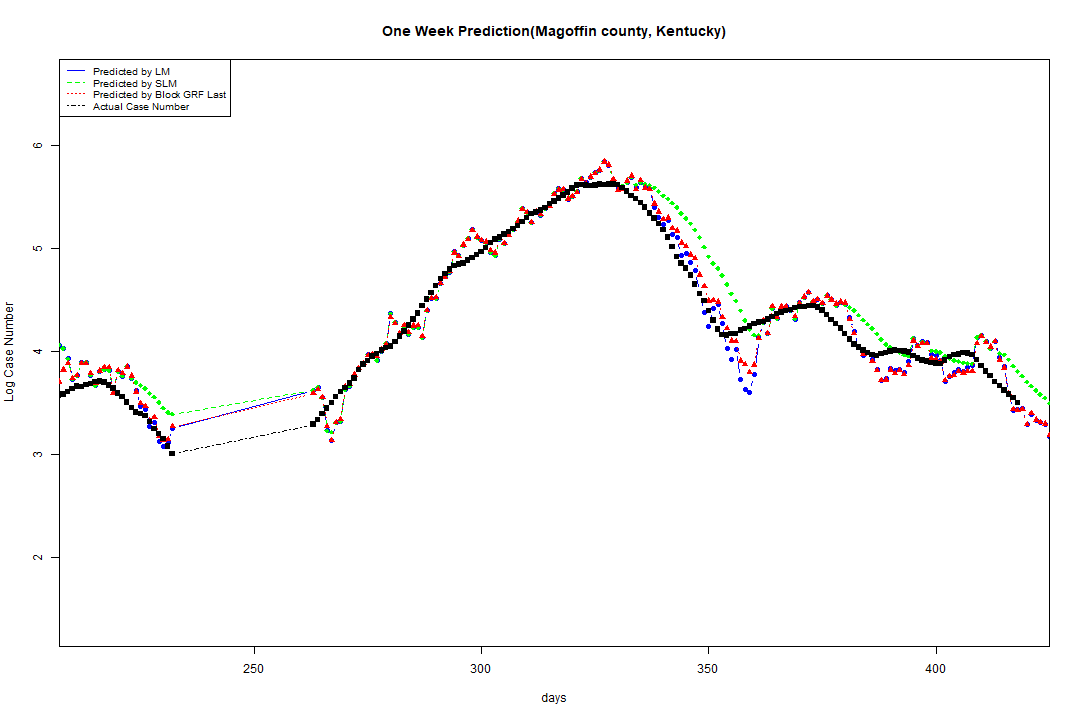 One Week Prediction(Magoffin county, Kentucky)
Predicted by LM
Predicted by SLM
Predicted by Block GRF Last
Actual Case Number
6
5
4
3
2
Log Case Number
250 300 350 400
days